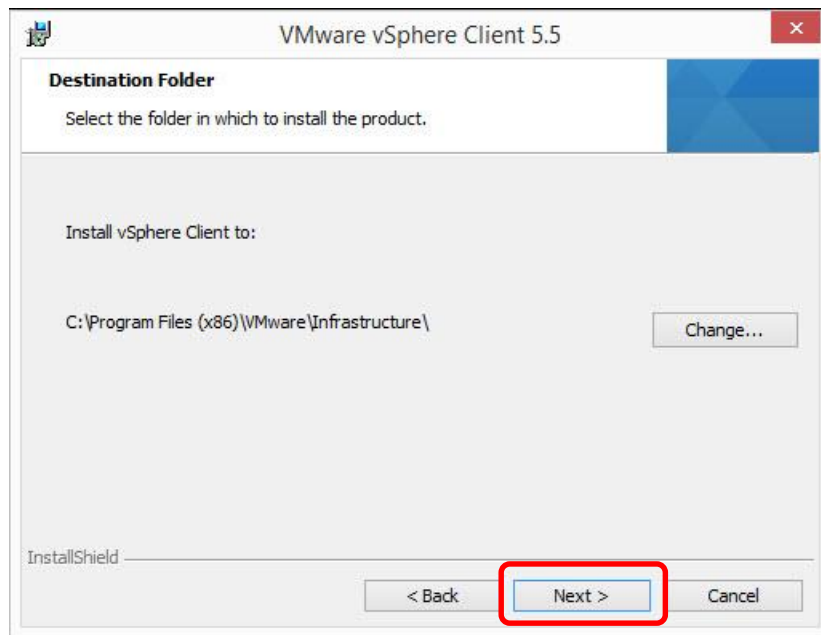 VMware vSphere Client 5.5
Destination Folder
Select the folder in which to install the product.
Install vSphere Client to:
C:\Program Files (x86)\VMware\Infrastructure\
Change...
InstallShield
< Back
Next >
Cancel